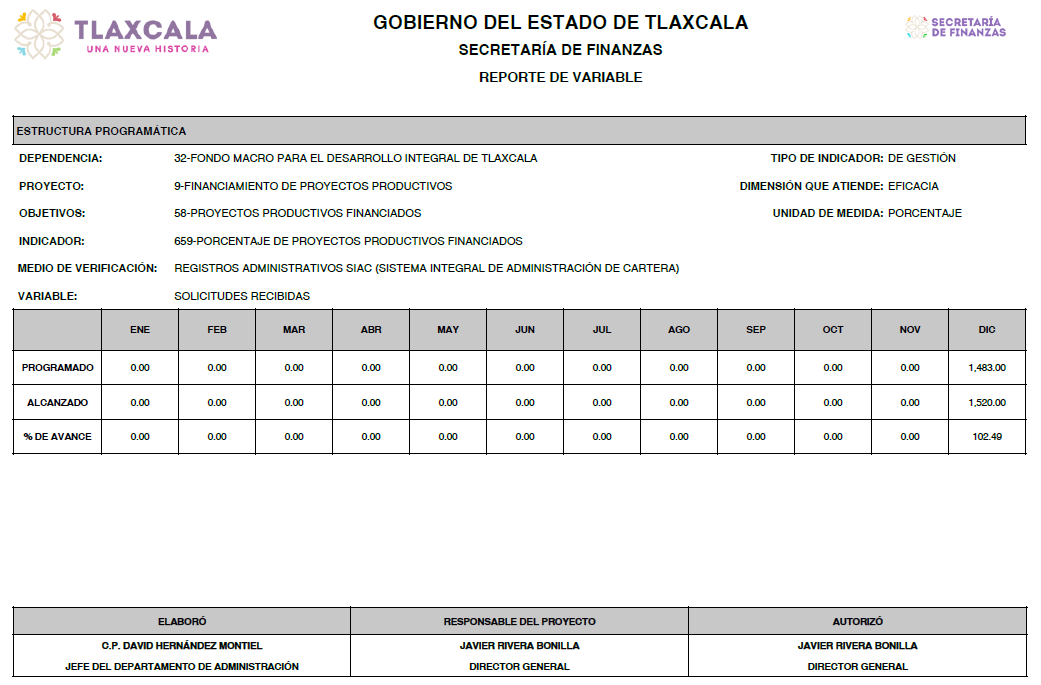 TLAXCALA
UNA NUEVA HISTORIA
GOBIERNO DEL ESTADO DE TLAXCALA
SECRETARÍA DE FINANZAS
REPORTE DE VARIABLE
SECRETARÍA
DE FINANZAS
ESTRUCTURA PROGRAMÁTICA
DEPENDENCIA: 32-FONDO MACRO PARA EL DESARROLLO INTEGRAL DE TLAXCALA TIPO DE INDICADOR: DE GESTIÓN
PROYECTO: 9-FINANCIAMIENTO DE PROYECTOS PRODUCTIVOS DIMENSIÓN QUE ATIENDE: EFICACIA
OBJETIVOS: 58-PROYECTOS PRODUCTIVOS FINANCIADOS UNIDAD DE MEDIDA: PORCENTAJE
INDICADOR: 659-PORCENTAJE DE PROYECTOS PRODUCTIVOS FINANCIADOS
MEDIO DE VERIFICACIÓN: REGISTROS ADMINISTRATIVOS SIAC (SISTEMA INTEGRAL DE ADMINISTRACIÓN DE CARTERA)
VARIABLE: SOLICITUDES RECIBIDAS
ENE FEB MAR ABR MAY JUN JUL AGO SEP OCT NOV DIC
PROGRAMADO 0.00 0.00 0.00 0.00 0.00 0.00 0.00 0.00 0.00 0.00 0.00 1,483.00
ALCANZADO 0.00 0.00 0.00 0.00 0.00 0.00 0.00 0.00 0.00 0.00 0.00 1,520.00
% DE AVANCE 0.00 0.00 0.00 0.00 0.00 0.00 0.00 0.00 0.00 0.00 0.00 102.49
ELABORÓ RESPONSABLE DEL PROYECTO AUTORIZÓ
C.P. DAVID HERNÁNDEZ MONTIEL JAVIER RIVERA BONILLA JAVIER RIVERA BONILLA
JEFE DEL DEPARTAMENTO DE ADMINISTRACIÓN DIRECTOR GENERAL DIRECTOR GENERAL